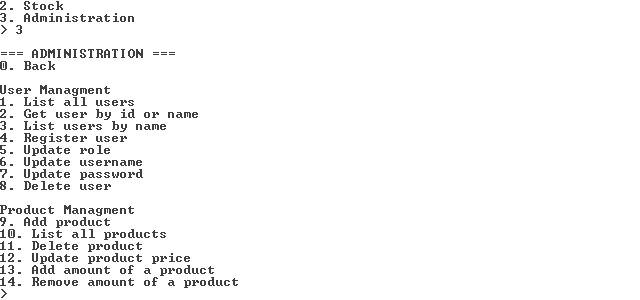 2. Stock
3. Administration
> 3
=== ADMINISTRATION ===
0. Back
User Managment
1. List all users
2. Get user by id or name
3. List users by name
4. Register user
5. Update role
6. Update username
7. Update password
8. Delete user
Product Managment
9. Add product
10. List all products
11. Delete product
12. Update product price
13. Add amount of a product
14. Remove amount of a product
>